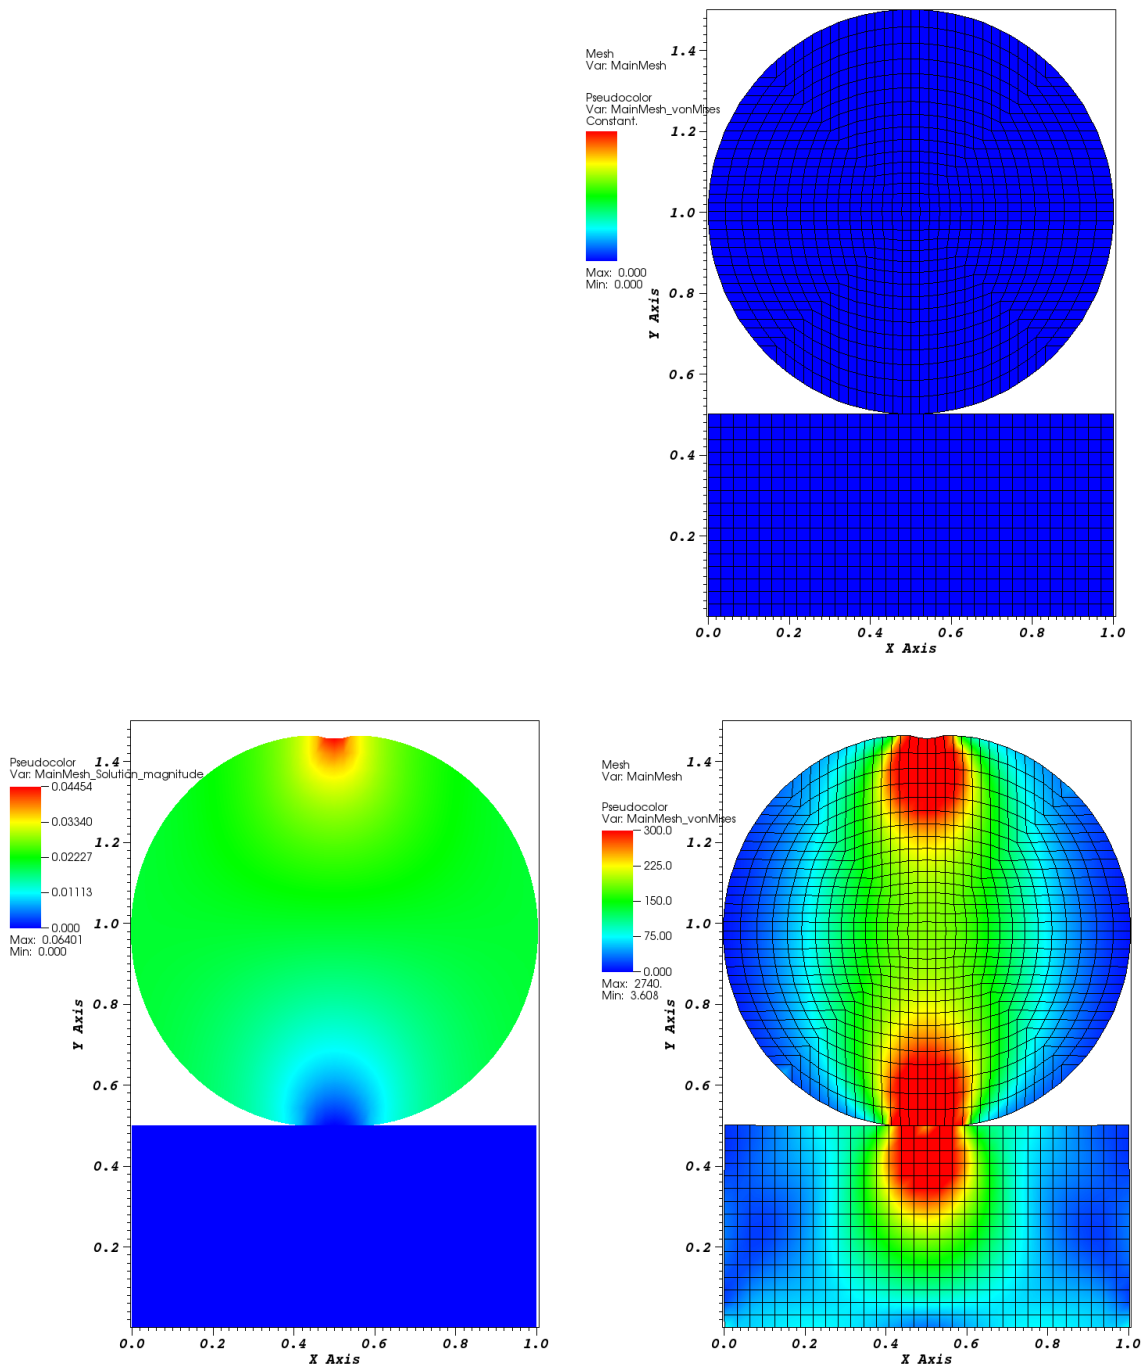 Mesh
Var: MainMesh
Pseudocolor
Var: MainMesh_vonMises
Constant.
Max: 0.000
Min: 0.000
1.4
1.2
1.0
0.8
0.6
0.4
0.2
Y Axis
0.0 0.2 0.4 0.6 0.8 1.0
X Axis
Pseudocolor
Var: MainMesh_Solution_magnitude
0.04454
0.03340
0.02227
0.01113
0.000
Max: 0.06401
Min: 0.000
1.4
1.2
1.0
0.8
0.6
0.4
0.2
Y Axis
0.0 0.2 0.4 0.6 0.8 1.0
X Axis
Mesh
Var: MainMesh
Pseudocolor
Var: MainMesh_vonMises
300.0
225.0
150.0
75.00
0.000
Max: 2740.
Min: 3.608
1.4
1.2
1.0
0.8
0.6
0.4
0.2
Y Axis
0.0 0.2 0.4 0.6 0.8 1.0
X Axis